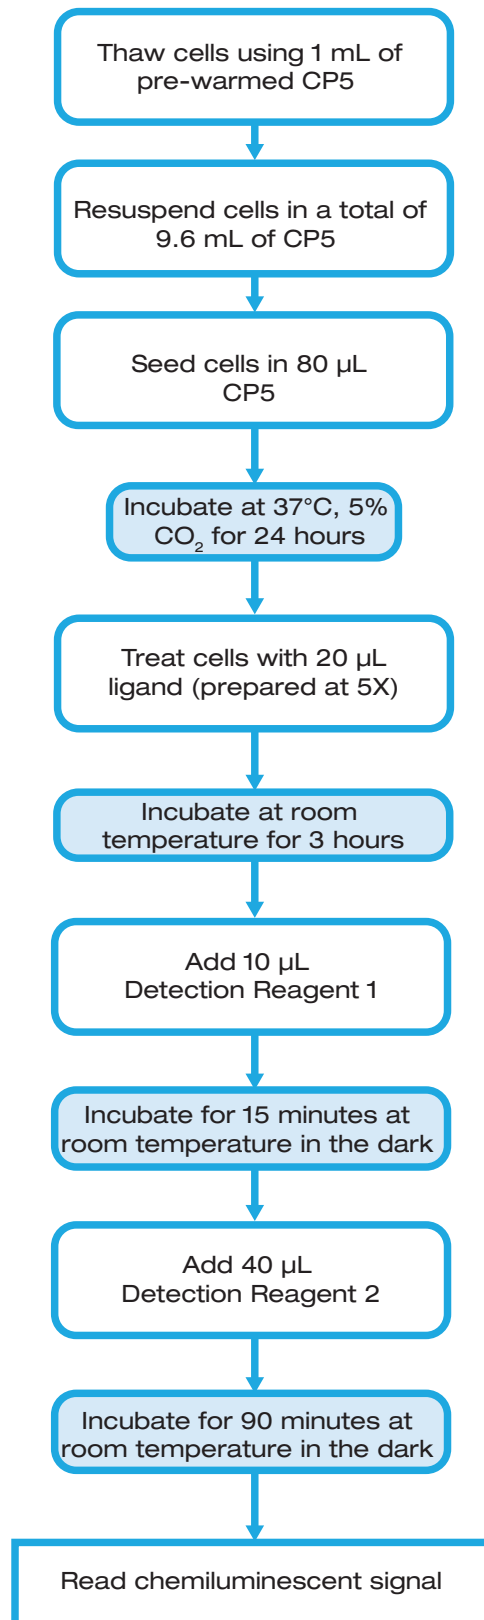 Thaw cells using 1 mL of
pre-warmed CP5
Resuspend cells in a total of
9.6 mL of CP5
Seed cells in 80 µL
CP5
Incubate at 37°C, 5%
CO₂ for 24 hours
Treat cells with 20 µL
ligand (prepared at 5X)
Incubate at room
temperature for 3 hours
Add 10 µL
Detection Reagent 1
Incubate for 15 minutes at
room temperature in the dark
Add 40 µL
Detection Reagent 2
Incubate for 90 minutes at
room temperature in the dark
Read chemiluminescent signal